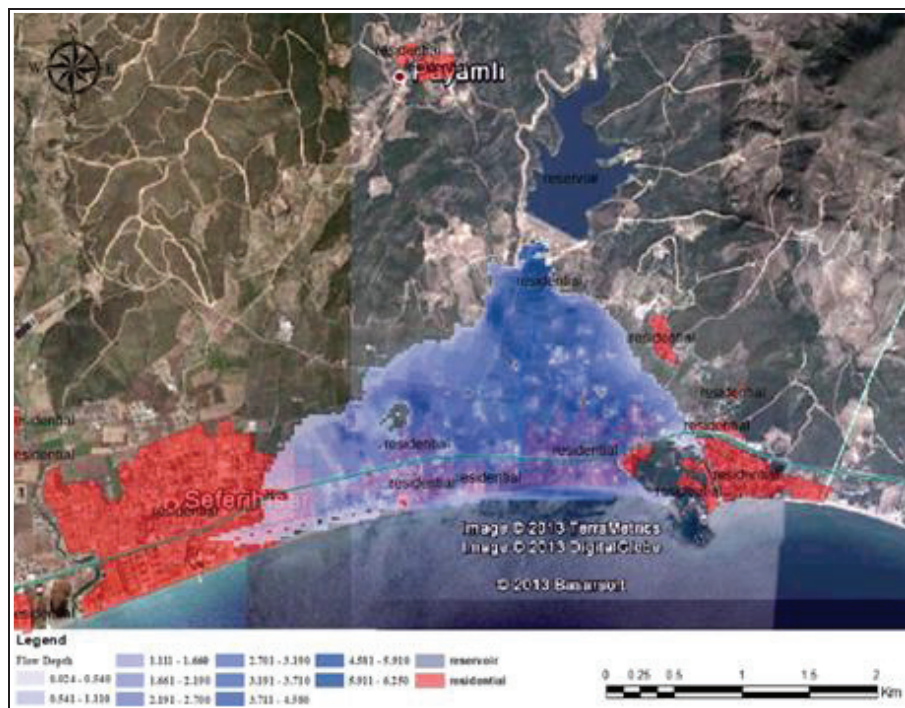 N
W
E
S
residential
Payamlı
reservoir
residential
residential
residential
residential
residential
residential
residential
residential
residential
residential
residential
residential
Seferihisar
residential
residential
residential
Image © 2013 TerraMetrics
Image © 2013 DigitalGlobe
© 2013 Basarsoft
Legend
Flow Depth
0.024 - 0.540
0.541 - 1.110
1.111 - 1.660
1.661 - 2.190
2.191 - 2.700
2.701 - 3.190
3.191 - 3.710
3.711 - 4.580
4.581 - 5.910
5.911 - 6.250
reservoir
residential
0 0.25 0.5 1 1.5 2
Km